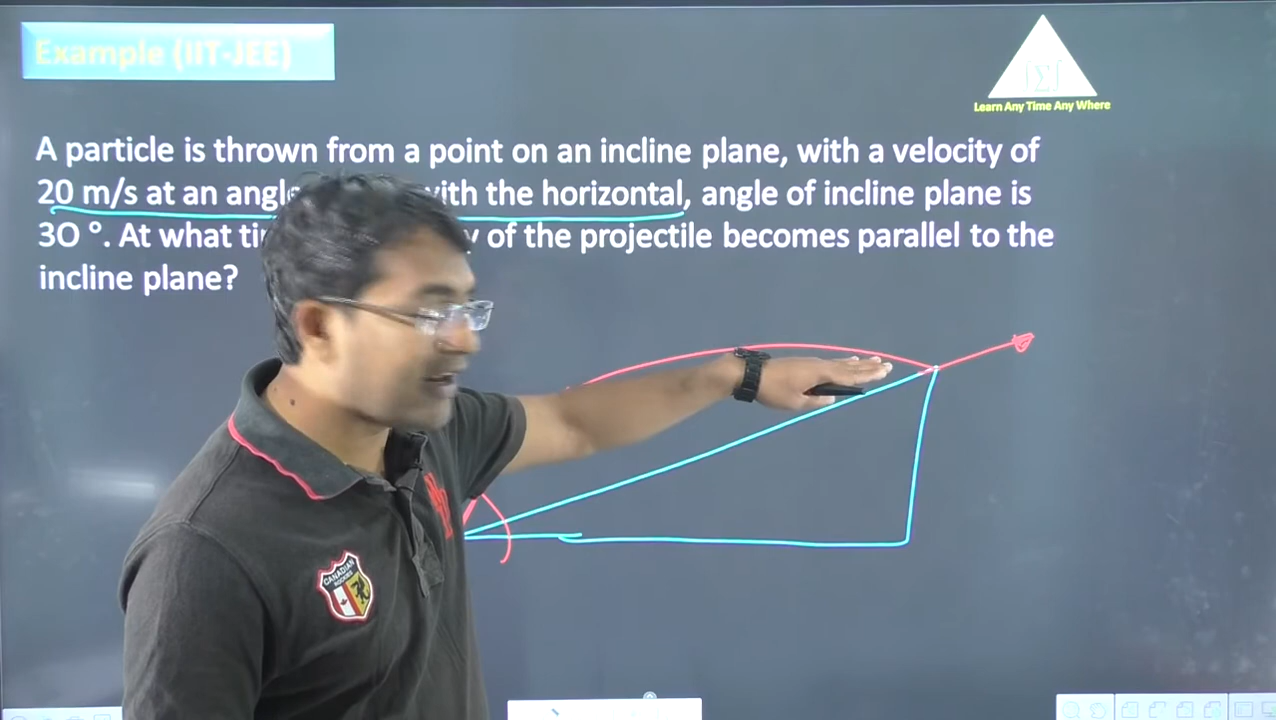 Example (IIT-JEE)
Learn Any Time Any Where
A particle is thrown from a point on an incline plane, with a velocity of
20 m/s at an with the horizontal, angle of incline plane is
30 °. At what of the projectile becomes parallel to the
incline plane?
CANADIAN
ROCKIES